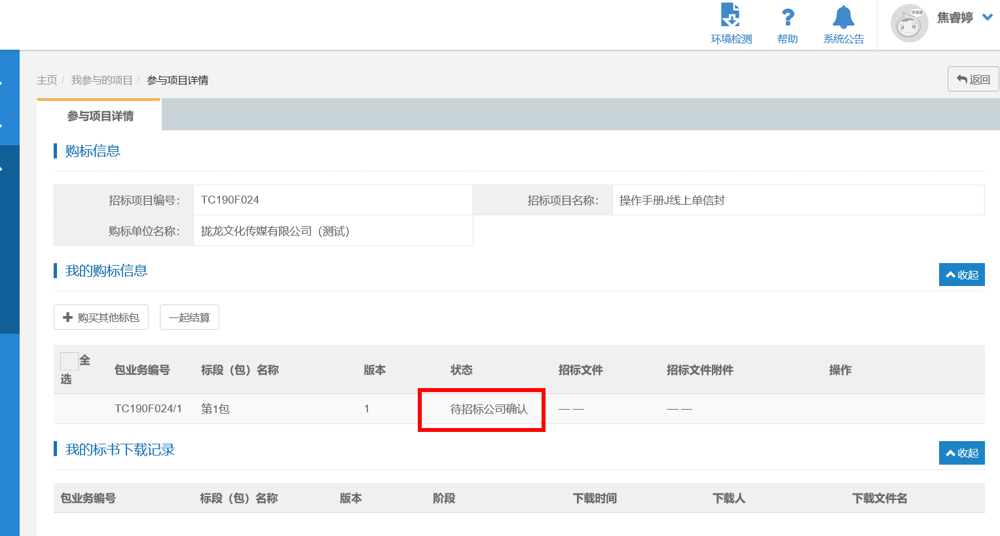 环境检测
帮助
系统公告
求真像
焦睿婷
主页 / 我参与的项目 / 参与项目详情
返回
参与项目详情
购标信息
招标项目编号： TC190F024 招标项目名称： 操作手册J线上单信封
购标单位名称： 拢龙文化传媒有限公司（测试）
我的购标信息
收起
购买其他标包 一起结算
全选 包业务编号 标段（包）名称 版本 状态 招标文件 招标文件附件 操作
TC190F024/1 第1包 1 待招标公司确认 — — — —
我的标书下载记录
收起
包业务编号 标段（包）名称 版本 阶段 下载时间 下载人 下载文件名